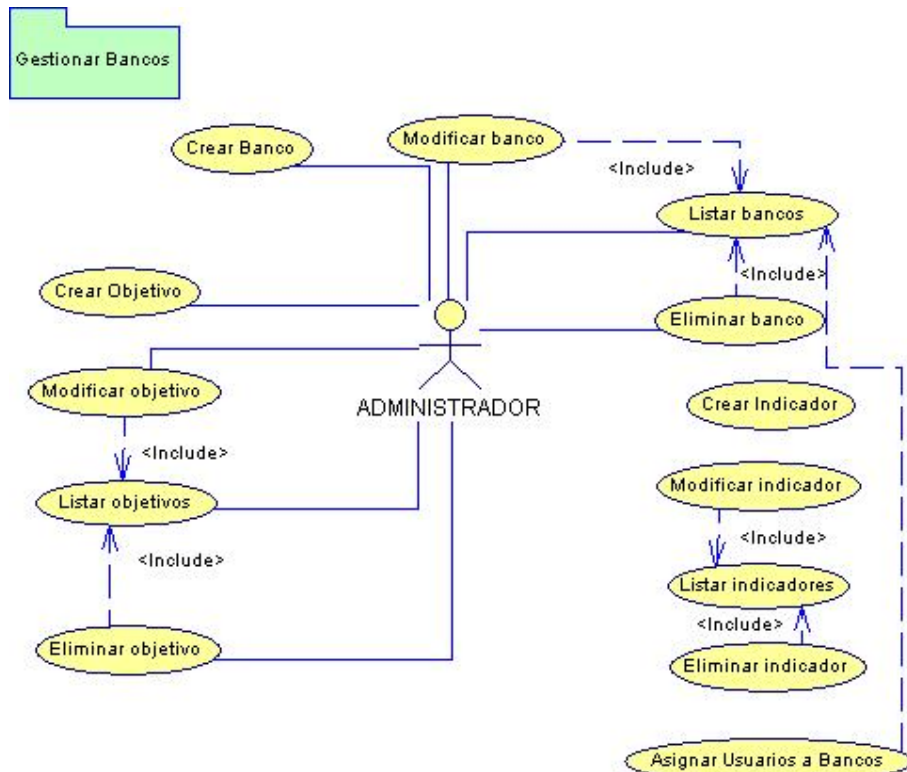 Gestionar Bancos
Crear Banco
Modificar banco
<Include>
Listar bancos
<Include>
Crear Objetivo
Eliminar banco
Modificar objetivo
ADMINISTRADOR
Crear Indicador
<Include>
Listar objetivos
Modificar indicador
<Include>
<Include>
Listar indicadores
<Include>
Eliminar objetivo
Eliminar indicador
Asignar Usuarios a Bancos